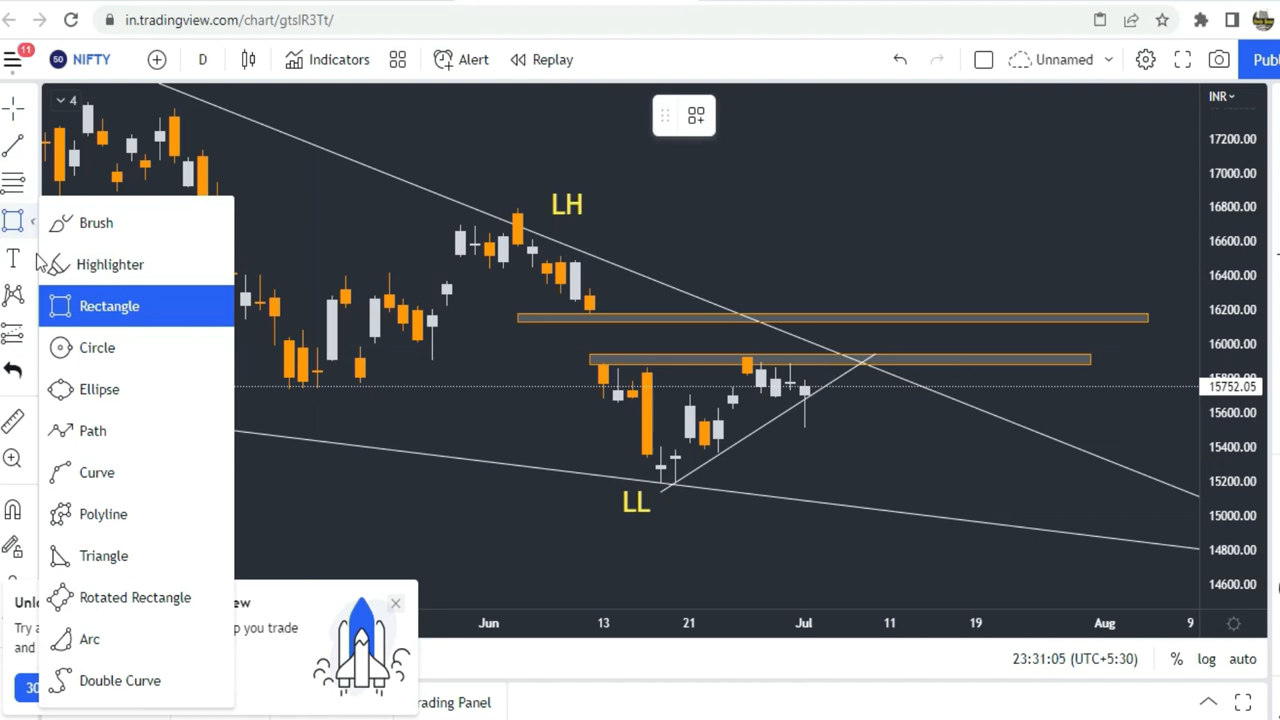 in.tradingview.com/chart/gtsIR3Tt/
11
50 NIFTY D Indicators Alert Replay Unnamed Publ
4
INR
17200.00
17000.00
16800.00
16600.00
16400.00
16200.00
16000.00
15752.05
15600.00
15400.00
15200.00
15000.00
14800.00
14600.00
LH
LL
Brush
Highlighter
Rectangle
Circle
Ellipse
Path
Curve
Polyline
Triangle
Rotated Rectangle
Arc
Double Curve
Jun 13 21 Jul 11 19 Aug 9
23:31:05 (UTC+5:30) % log auto
rading Panel
30